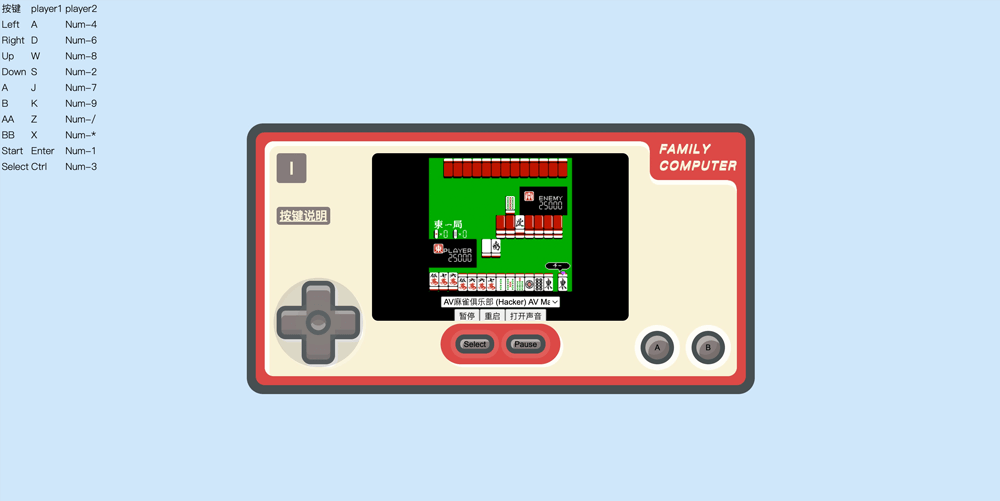 按键 player1 player2
Left A Num-4
Right D Num-6
Up W Num-8
Down S Num-2
A J Num-7
B K Num-9
AA Z Num-/
BB X Num-*
Start Enter Num-1
Select Ctrl Num-3
FAMILY
COMPUTER
I
按键说明
ENEMY
25000
東一局
PLAYER
25000
AV麻雀俱乐部 (Hacker) AV Ma
暂停 重启 打开声音
Select Pause
A B